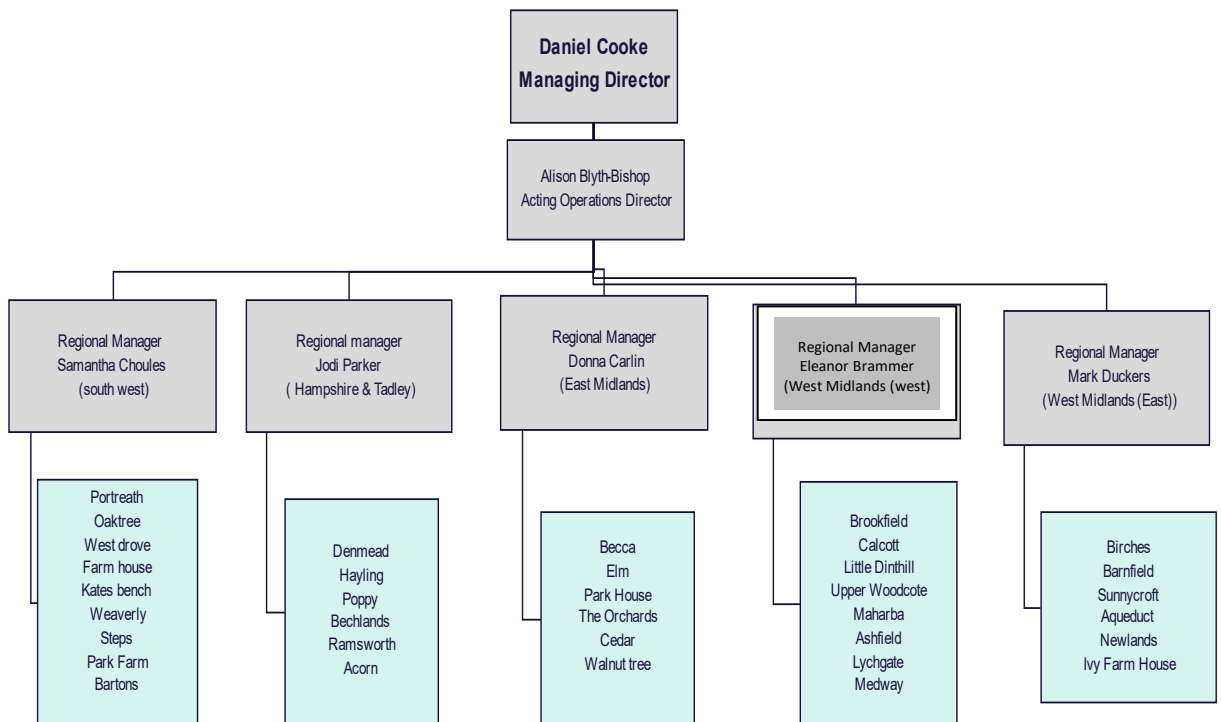 Daniel Cooke
Managing Director
Alison Blyth-Bishop
Acting Operations Director
Regional Manager
Samantha Choules
(south west)
Regional manager
Jodi Parker
( Hampshire & Tadley)
Regional Manager
Donna Carlin
(East Midlands)
Regional Manager
Eleanor Brammer
(West Midlands (west)
Regional Manager
Mark Duckers
(West Midlands (East))
Portreath
Oaktree
West drove
Farm house
Kates bench
Weaverly
Steps
Park Farm
Bartons
Denmead
Hayling
Poppy
Bechlands
Ramsworth
Acorn
Becca
Elm
Park House
The Orchards
Cedar
Walnut tree
Brookfield
Calcott
Little Dinthill
Upper Woodcote
Maharba
Ashfield
Lychgate
Medway
Birches
Barnfield
Sunnycroft
Aqueduct
Newlands
Ivy Farm House